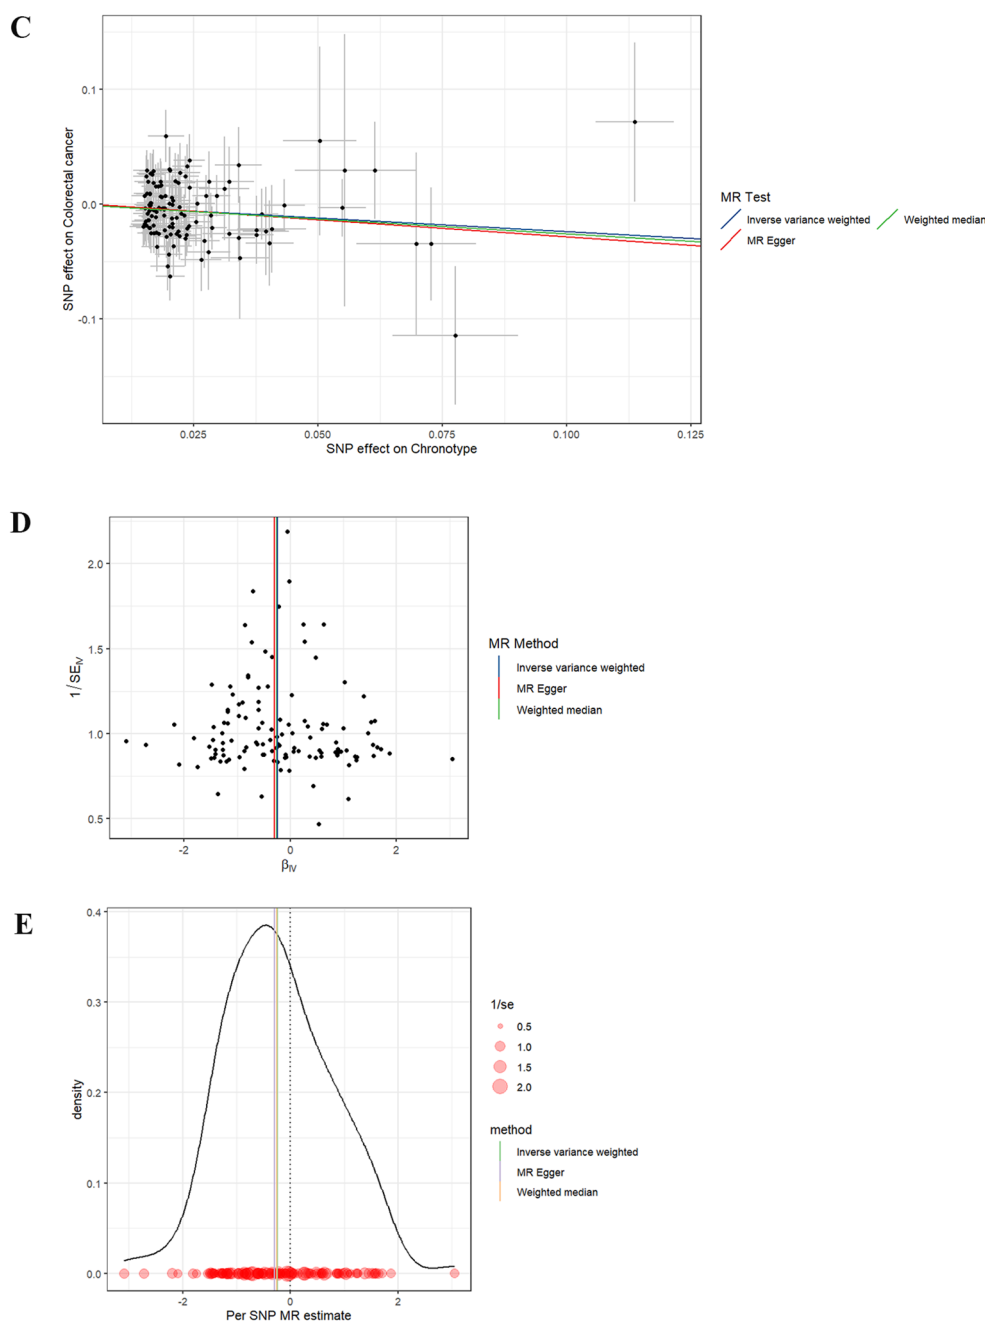 C
SNP effect on Colorectal cancer
0.1
0.0
-0.1
0.025
0.050
0.075
0.100
0.125
SNP effect on Chronotype
MR Test
Inverse variance weighted
Weighted median
MR Egger
D
1/SE_IV
2.0
1.5
1.0
0.5
-2
0
2
β_IV
MR Method
Inverse variance weighted
MR Egger
Weighted median
E
density
0.4
0.3
0.2
0.1
0.0
-2
0
2
Per SNP MR estimate
1/se
0.5
1.0
1.5
2.0
method
Inverse variance weighted
MR Egger
Weighted median